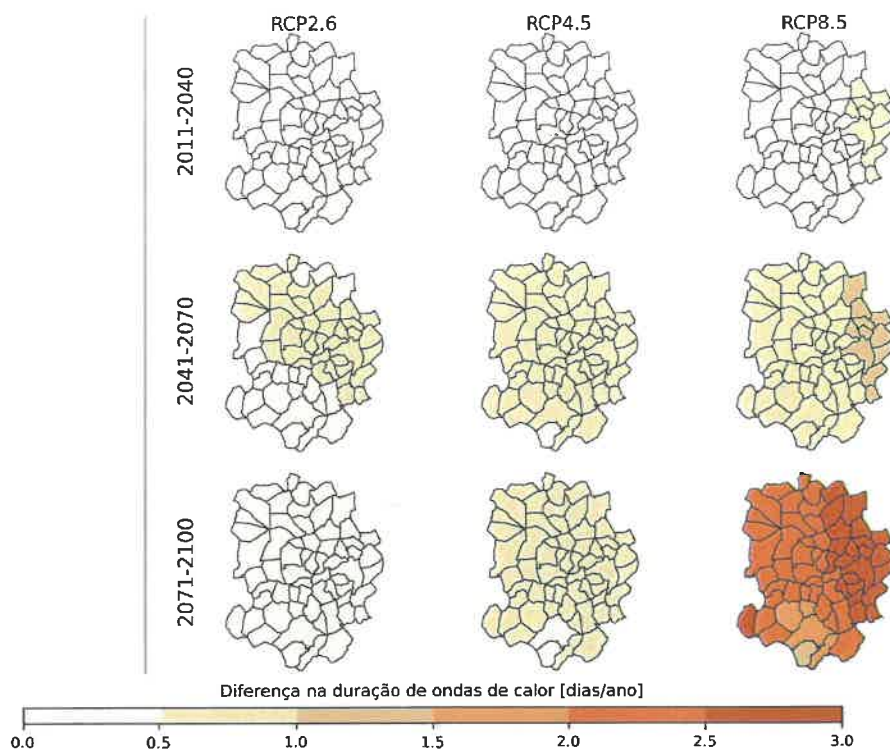 RCP2.6 RCP4.5 RCP8.5
2011-2040
2041-2070
2071-2100
Diferença na duração de ondas de calor [dias/ano]
0.0 0.5 1.0 1.5 2.0 2.5 3.0